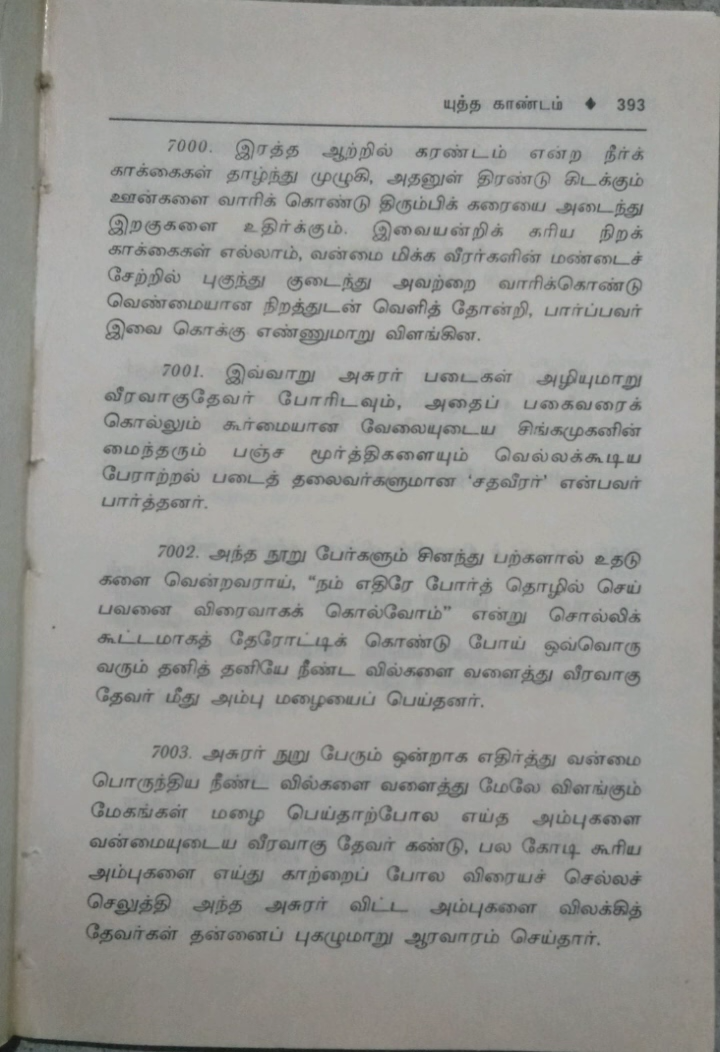 யுத்த காண்டம் ◆ 393
7000. இரத்த ஆற்றில் கரண்டம் என்ற நீர்க்
காக்கைகள் தாழ்ந்து முழுகி, அதனுள் திரண்டு கிடக்கும்
ஊன்களை வாரிக் கொண்டு திரும்பிக் கரையை அடைந்து
இறகுகளை உதிர்க்கும். இவையன்றிக் கரிய நிறக்
காக்கைகள் எல்லாம், வன்மை மிக்க வீரர்களின் மண்டைச்
சேற்றில் புகுந்து குடைந்து அவற்றை வாரிக்கொண்டு
வெண்மையான நிறத்துடன் வெளித் தோன்றி, பார்ப்பவர்
இவை கொக்கு எண்ணுமாறு விளங்கின.
7001. இவ்வாறு அசுரர் படைகள் அழியுமாறு
வீரவாகுதேவர் போரிடவும், அதைப் பகைவரைக்
கொல்லும் கூர்மையான வேலையுடைய சிங்கமுகனின்
மைந்தரும் பஞ்ச மூர்த்திகளையும் வெல்லக்கூடிய
பேராற்றல் படைத் தலைவர்களுமான ‘சதவீரர்’ என்பவர்
பார்த்தனர்.
7002. அந்த நூறு பேர்களும் சினந்து பற்களால் உதடு
களை வென்றவராய், “நம் எதிரே போர்த் தொழில் செய்
பவனை விரைவாகக் கொல்வோம்” என்று சொல்லிக்
கூட்டமாகத் தேரோட்டிக் கொண்டு போய் ஒவ்வொரு
வரும் தனித் தனியே நீண்ட வில்களை வளைத்து வீரவாகு
தேவர் மீது அம்பு மழையைப் பெய்தனர்.
7003. அசுரர் நுறு பேரும் ஒன்றாக எதிர்த்து வன்மை
பொருந்திய நீண்ட வில்களை வளைத்து மேலே விளங்கும்
மேகங்கள் மழை பெய்தாற்போல எய்த அம்புகளை
வன்மையுடைய வீரவாகு தேவர் கண்டு, பல கோடி கூரிய
அம்புகளை எய்து காற்றைப் போல விரையச் செல்லச்
செலுத்தி அந்த அசுரர் விட்ட அம்புகளை விலக்கித்
தேவர்கள் தன்னைப் புகழுமாறு ஆரவாரம் செய்தார்.